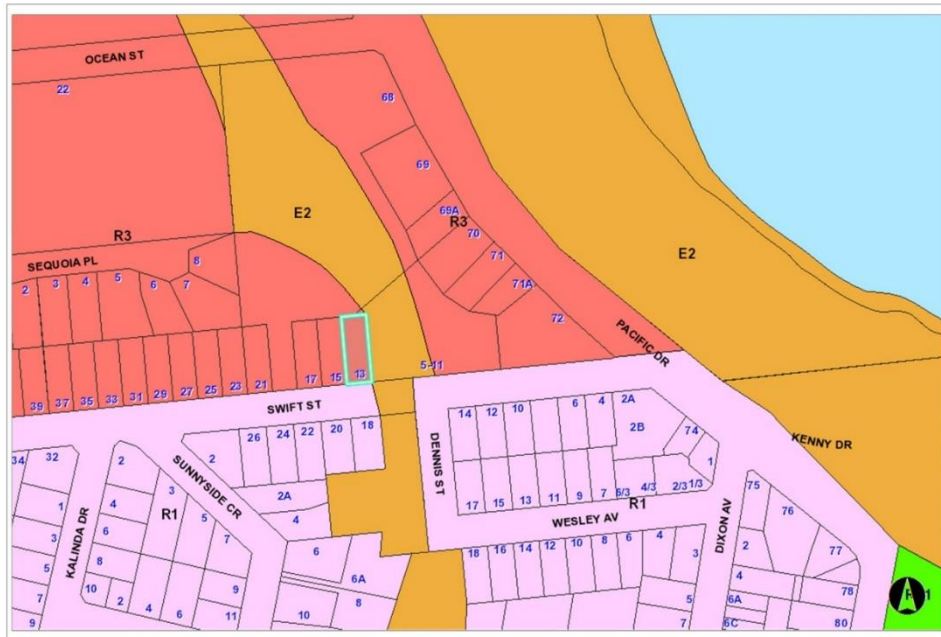 OCEAN ST
22
68
69
E2
69A
R3
70
E2
R3
71
8
SEQUOIA PL
71A
2 3 4 5 6 7
72
PACIFIC DR
5-11
39 37 35 33 31 29 27 25 23 21 17 15 13
SWIFT ST
14 12 10 6 4 2A
26 24 22 20 18
2B
74
KENNY DR
34 32 2 2
SUNNYSIDE CR
DENNIS ST
1
75
3
2A
17 15 13 11 9 7 6/3 4/3 2/3 1/3
1 4 R1 5 4
R1
76
WESLEY AV
KALINDA DR
3 6 7
DIXON AV
18 16 14 12 10 8 6 4 3
2 77
5 8 6
6A
4
7 10 2 4 6 9 8
78
9 11 10
5 6A
7 6C 80
1